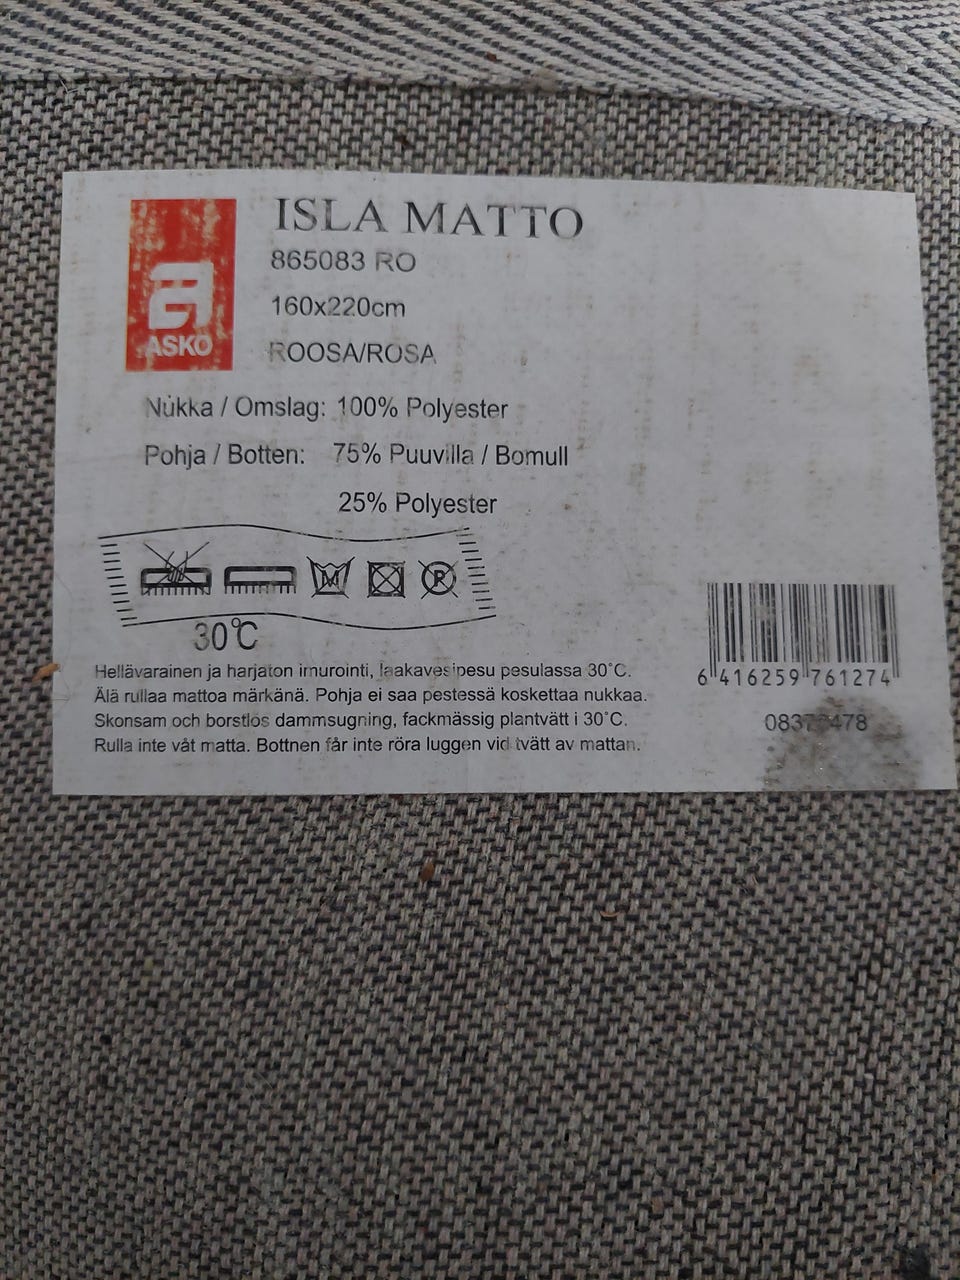 ISLA MATTO
865083 RO
160x220cm
ROOSA/ROSA
ASKO
Nukka / Omslag: 100% Polyester
Pohja / Botten: 75% Puuvilla / Bomull
25% Polyester
M R
30°C
Hellävarainen ja harjaton imurointi, laakavesipesu pesulassa 30°C.
Älä rullaa mattoa märkänä. Pohja ei saa pestessä koskettaa nukkaa.
Skonsam och borstlös dammsugning, fackmässig plantvätt i 30°C.
Rulla inte våt matta. Bottnen får inte röra luggen vid tvätt av mattan.
6 416259 761274